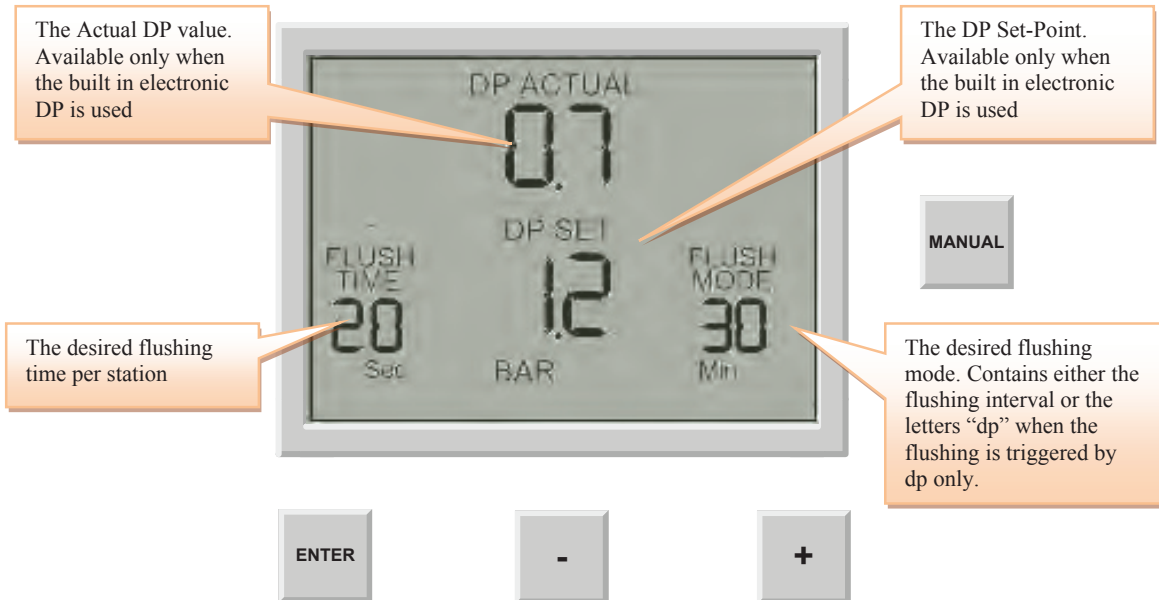 The Actual DP value.
Available only when
the built in electronic
DP is used
The DP Set-Point.
Available only when
the built in electronic
DP is used
DP ACTUAL
0.7
DP SET
1.2
BAR
FLUSH
TIME
20
Sec
FLUSH
MODE
30
Min
MANUAL
The desired flushing
time per station
The desired flushing
mode. Contains either the
flushing interval or the
letters “dp” when the
flushing is triggered by
dp only.
ENTER
-
+